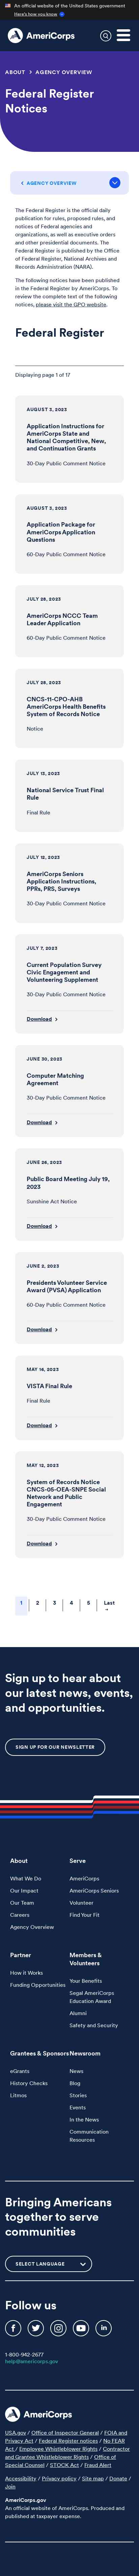 An official website of the United States government
Here's how you know
AmeriCorps
ABOUT > AGENCY OVERVIEW
Federal Register
Notices
AGENCY OVERVIEW
The Federal Register is the official daily
publication for rules, proposed rules, and
notices of Federal agencies and
organizations, as well as executive orders
and other presidential documents. The
Federal Register is published by the Office
of Federal Register, National Archives and
Records Administration (NARA).
The following notices have been published
in the Federal Register by AmeriCorps. To
review the complete text of the following
notices, please visit the GPO website.
Federal Register
Displaying page 1 of 17
AUGUST 3, 2023
Application Instructions for
AmeriCorps State and
National Competitive, New,
and Continuation Grants
30-Day Public Comment Notice
AUGUST 2, 2023
Application Package for
AmeriCorps Application
Questions
60-Day Public Comment Notice
JULY 28, 2023
AmeriCorps NCCC Team
Leader Application
60-Day Public Comment Notice
JULY 28, 2023
CNCS-11-CPO-AHB
AmeriCorps Health Benefits
System of Records Notice
Notice
JULY 13, 2023
National Service Trust Final
Rule
Final Rule
JULY 12, 2023
AmeriCorps Seniors
Application Instructions,
PPRs, PRS, Surveys
30-Day Public Comment Notice
JULY 7, 2023
Current Population Survey
Civic Engagement and
Volunteering Supplement
30-Day Public Comment Notice
Download
JUNE 30, 2023
Computer Matching
Agreement
30-Day Public Comment Notice
Download
JUNE 26, 2023
Public Board Meeting July 19,
2023
Sunshine Act Notice
Download
JUNE 2, 2023
Presidents Volunteer Service
Award (PVSA) Application
60-Day Public Comment Notice
Download
MAY 16, 2023
VISTA Final Rule
Final Rule
Download
MAY 12, 2023
System of Records Notice
CNCS-05-OEA-SNPE Social
Network and Public
Engagement
30-Day Public Comment Notice
Download
1 2 3 4 5 Last
→
Sign up to hear about
our latest news, events,
and opportunities.
SIGN UP FOR OUR NEWSLETTER
About
What We Do
Our Impact
Our Team
Careers
Agency Overview
Serve
AmeriCorps
AmeriCorps Seniors
Volunteer
Find Your Fit
Partner
How it Works
Funding Opportunities
Members &
Volunteers
Your Benefits
Segal AmeriCorps
Education Award
Alumni
Safety and Security
Grantees & Sponsors
eGrants
History Checks
Litmos
Newsroom
News
Blog
Stories
Events
In the News
Communication
Resources
Bringing Americans
together to serve
communities
SELECT LANGUAGE
Follow us
1-800-942-2677
help@americorps.gov
AmeriCorps
USA.gov / Office of Inspector General / FOIA and
Privacy Act / Federal Register notices / No FEAR
Act / Employee Whistleblower Rights / Contractor
and Grantee Whistleblower Rights / Office of
Special Counsel / STOCK Act / Fraud Alert
Accessibility / Privacy policy / Site map / Donate /
Join
AmeriCorps.gov
An official website of AmeriCorps. Produced and
published at taxpayer expense.